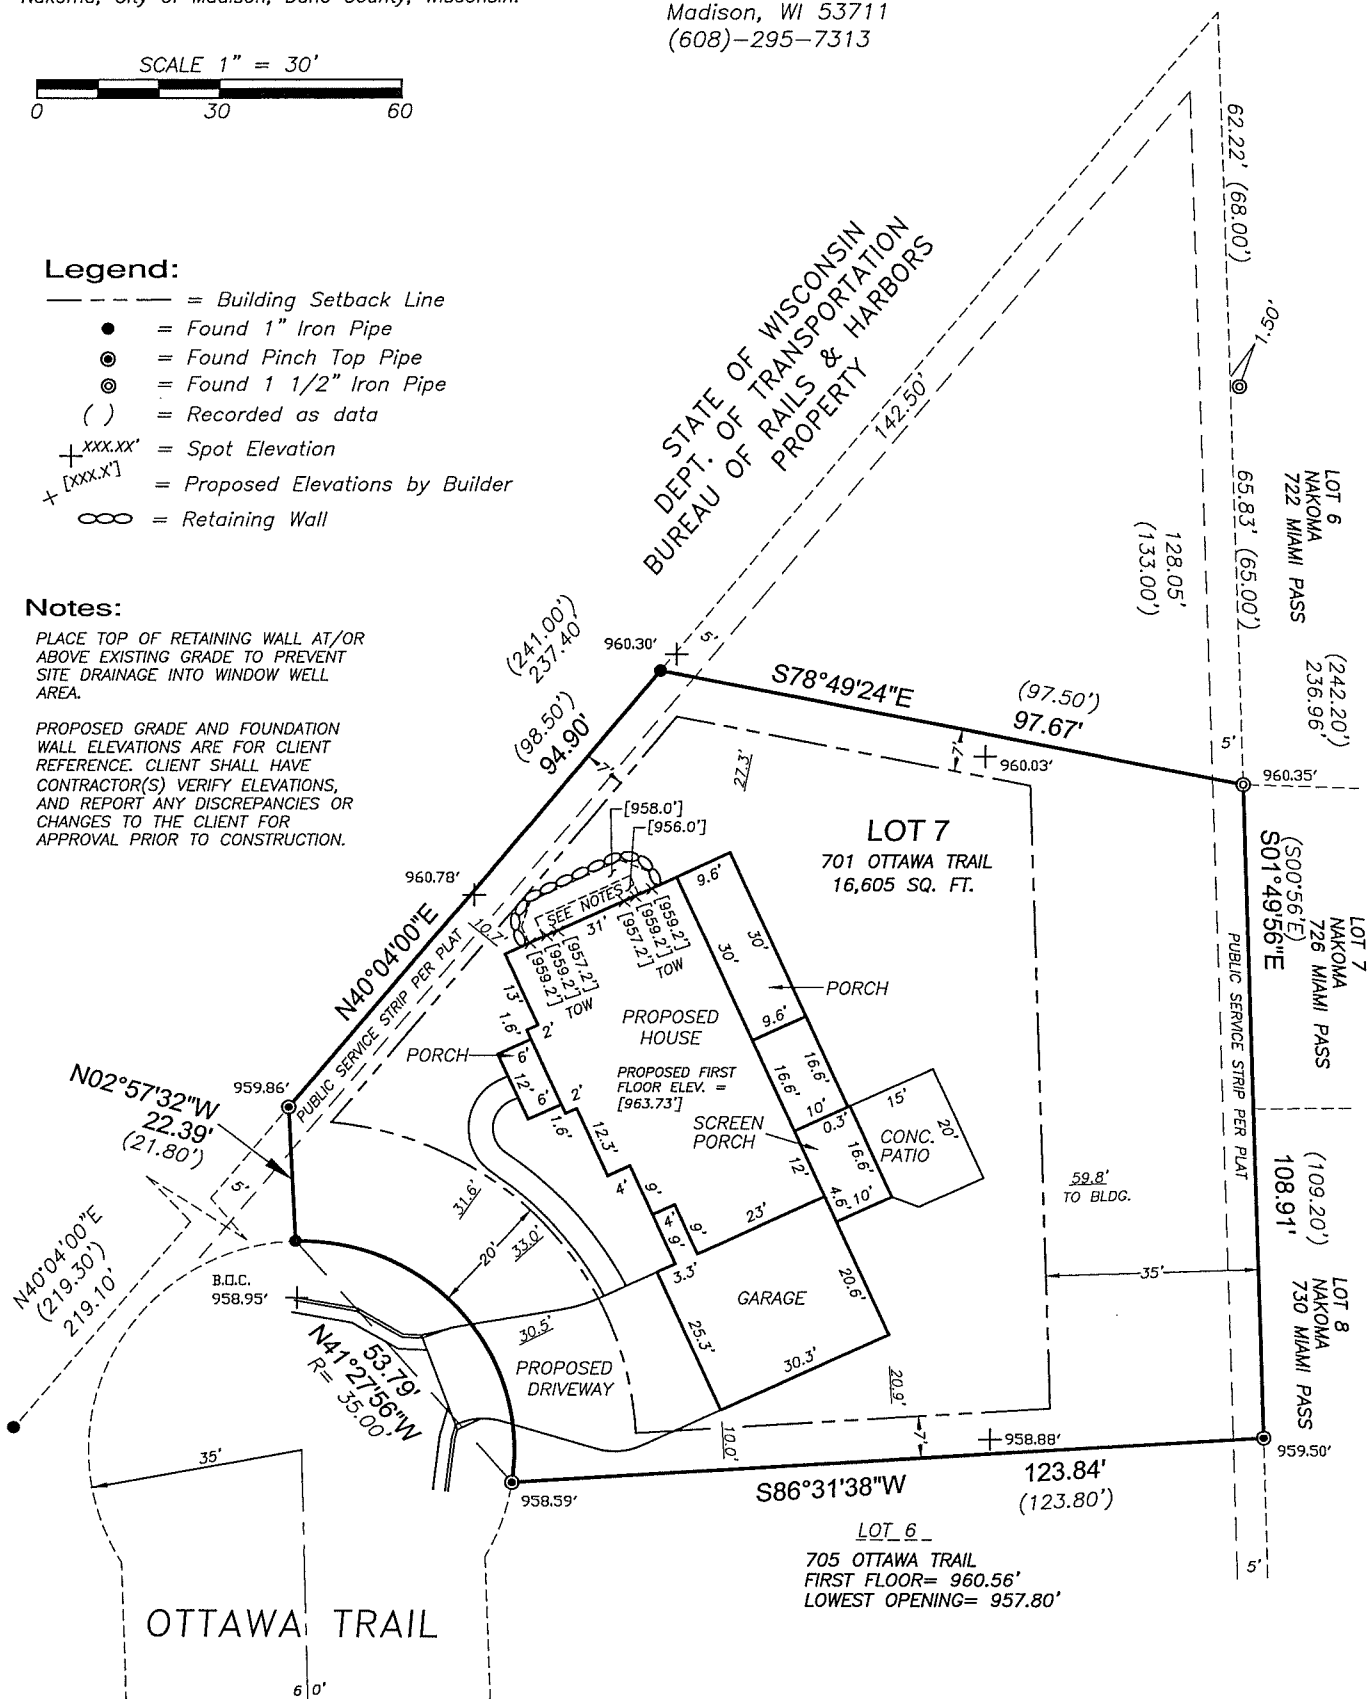 Nakoma, City of Madison, Dane County, Wisconsin.
Madison, WI 53711
(608)-295-7313
SCALE 1" = 30'
0 30 60
Legend:
= Building Setback Line
= Found 1" Iron Pipe
= Found Pinch Top Pipe
= Found 1 1/2" Iron Pipe
( ) = Recorded as data
xxx.xx' = Spot Elevation
[xxx.x'] = Proposed Elevations by Builder
= Retaining Wall
Notes:
PLACE TOP OF RETAINING WALL AT/OR
ABOVE EXISTING GRADE TO PREVENT
SITE DRAINAGE INTO WINDOW WELL
AREA.
PROPOSED GRADE AND FOUNDATION
WALL ELEVATIONS ARE FOR CLIENT
REFERENCE. CLIENT SHALL HAVE
CONTRACTOR(S) VERIFY ELEVATIONS,
AND REPORT ANY DISCREPANCIES OR
CHANGES TO THE CLIENT FOR
APPROVAL PRIOR TO CONSTRUCTION.
STATE OF WISCONSIN
DEPT. OF TRANSPORTATION
BUREAU OF RAILS & HARBORS
PROPERTY
142.50'
62.22' (68.00')
1.50'
65.83' (65.00')
128.05'
(133.00')
LOT 6
NAKOMA
722 MIAMI PASS
(242.20')
236.96'
(241.00')
237.40'
960.30'
5'
(98.50')
94.90'
7'
S78°49'24"E
(97.50')
97.67'
7'
960.03'
5'
960.35'
27.3'
[958.0']
[956.0']
LOT 7
701 OTTAWA TRAIL
16,605 SQ. FT.
(S00°56'E)
S01°49'56"E
LOT 7
NAKOMA
726 MIAMI PASS
960.78'
10.7'
N40°04'00"E
PUBLIC SERVICE STRIP PER PLAT
SEE NOTES
31'
9.6'
[959.2']
[959.2']
[957.2']
TOW
[959.2']
[959.2']
[957.2']
TOW
30'
30'
PORCH
9.6'
13'
1.6'
2'
PORCH
6'
12'
6'
1.6'
2'
PROPOSED
HOUSE
PROPOSED FIRST
FLOOR ELEV. =
[963.73']
16.6'
16.6'
10'
0.3'
SCREEN
PORCH
15'
20'
CONC.
PATIO
16.6'
10'
4.6'
12'
12.3'
4'
9'
4'
9'
9'
23'
3.3'
GARAGE
20.6'
25.3'
30.3'
PUBLIC SERVICE STRIP PER PLAT
59.8'
TO BLDG.
35'
(109.20')
108.91'
LOT 8
NAKOMA
730 MIAMI PASS
N02°57'32"W
22.39'
(21.80')
959.86'
5'
N40°04'00"E
(219.30')
219.10'
31.6'
20'
33.0'
B.O.C.
958.95'
30.5'
53.79'
N41°27'56"W
R= 35.00'
PROPOSED
DRIVEWAY
20.9'
10.0'
7'
958.88'
959.50'
35'
958.59'
S86°31'38"W
123.84'
(123.80')
LOT 6
705 OTTAWA TRAIL
FIRST FLOOR= 960.56'
LOWEST OPENING= 957.80'
5'
OTTAWA TRAIL
60'